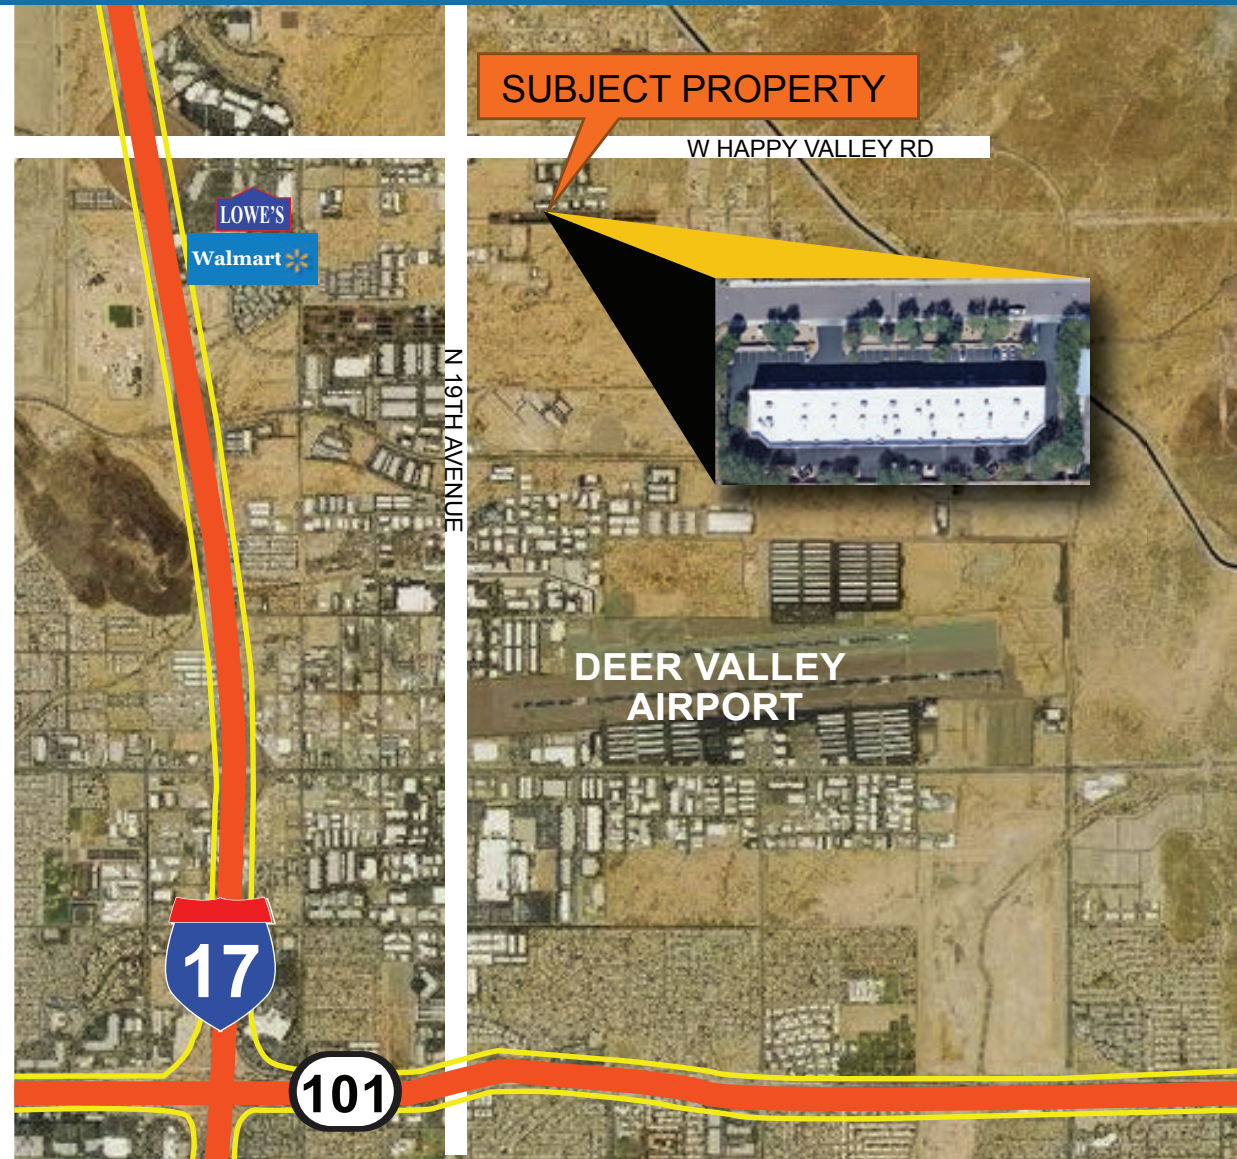 SUBJECT PROPERTY
W HAPPY VALLEY RD
LOWE'S
Walmart
N 19TH AVENUE
DEER VALLEY
AIRPORT
17
101